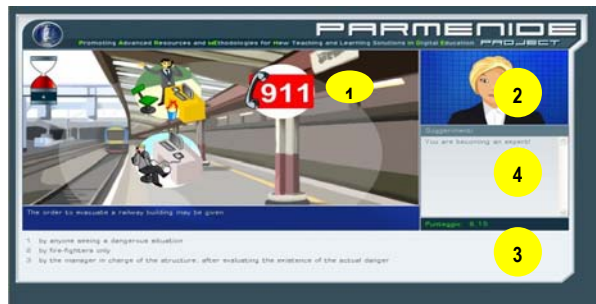 PARMENIDE
Promoting Advanced Resources and mEthodologies for New Teaching and Learning Solutions in Digital Education PROJECT
911
1
2
Suggerimenti
You are becoming an expert!
4
The order to evacuate a railway building may be given
Punteggio: 6.10
1 by anyone seeing a dangerous situation
2 by fire-fighters only
3 by the manager in charge of the structure, after evaluating the existence of the actual danger
3